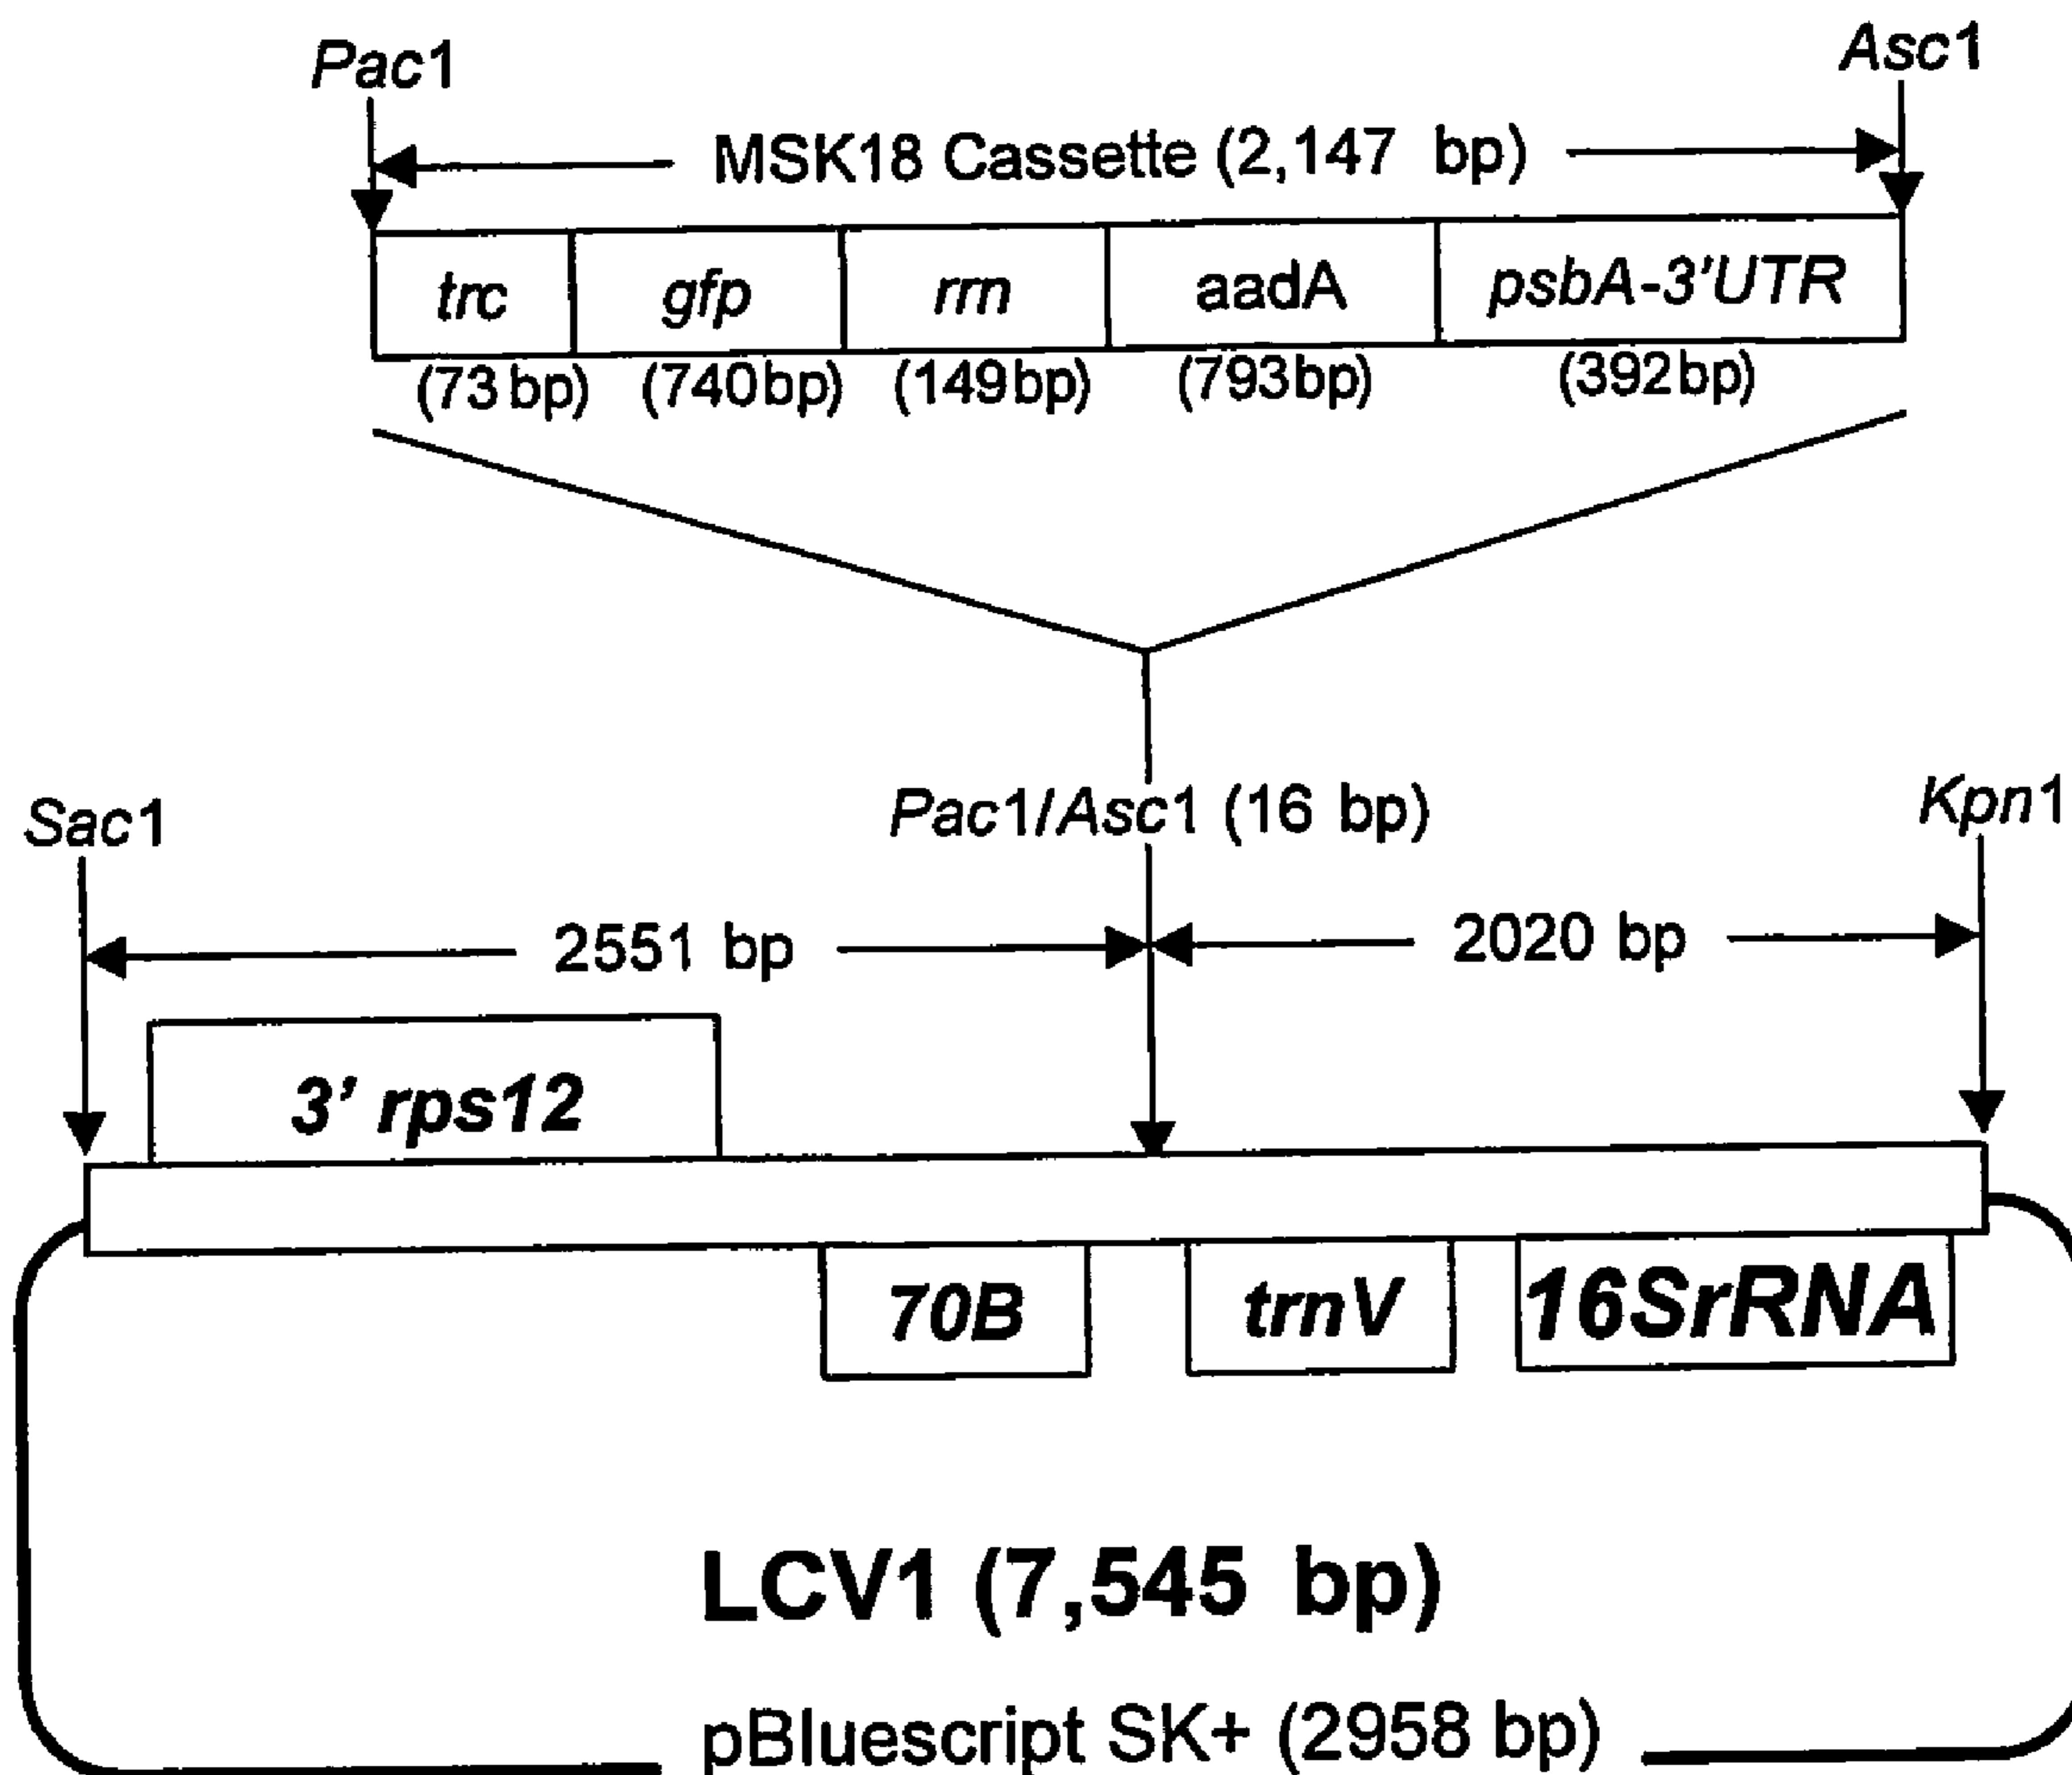 Pac1 Asc1
MSK18 Cassette (2,147 bp)
trc gfp rrn aadA psbA-3'UTR
(73 bp) (740bp) (149bp) (793bp) (392bp)
Sac1 Pac1/Asc1 (16 bp) Kpn1
2551 bp 2020 bp
3' rps12
70B trnV 16SrRNA
LCV1 (7,545 bp)
pBluescript SK+ (2958 bp)